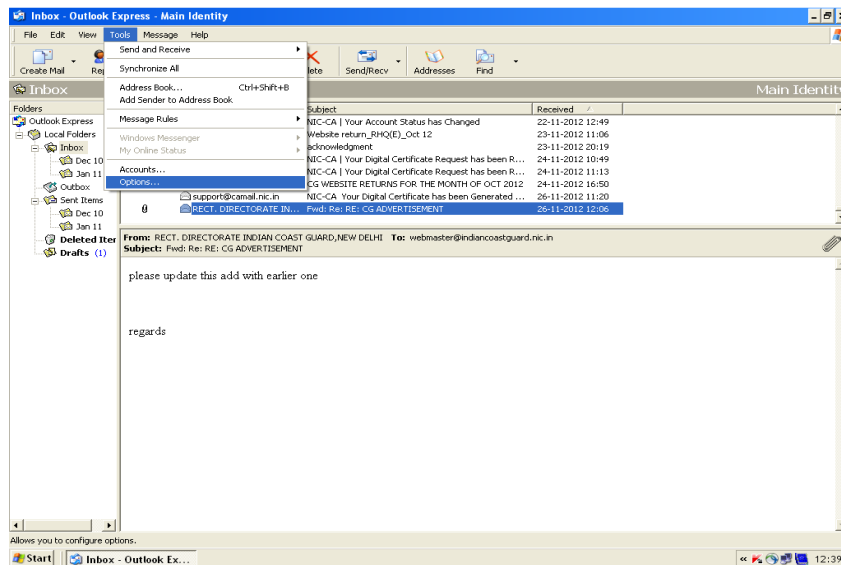 Inbox - Outlook Express - Main Identity
File Edit View Tools Message Help
Create Mail
Send/Recv Addresses Find
Send and Receive
Synchronize All
Address Book... Ctrl+Shift+B
Add Sender to Address Book
Message Rules
Windows Messenger
My Online Status
Accounts...
Options...
Inbox
Folders
Outlook Express
Local Folders
Inbox
Dec 10
Jan 11
Outbox
Sent Items
Dec 10
Jan 11
Deleted Iter
Drafts (1)
Subject Received
NIC-CA | Your Account Status has Changed 22-11-2012 12:49
Website return_RHQ(E)_Oct 12 23-11-2012 11:06
acknowledgment 23-11-2012 20:19
NIC-CA | Your Digital Certificate Request has been R... 24-11-2012 10:49
NIC-CA | Your Digital Certificate Request has been R... 24-11-2012 11:13
CG WEBSITE RETURNS FOR THE MONTH OF OCT 2012 24-11-2012 16:50
support@camail.nic.in NIC-CA Your Digital Certificate has been Generated ... 26-11-2012 11:20
RECT. DIRECTORATE IN... Fwd: Re: RE: CG ADVERTISEMENT 26-11-2012 12:06
From: RECT. DIRECTORATE INDIAN COAST GUARD,NEW DELHI To: webmaster@indiancoastguard.nic.in
Subject: Fwd: Re: RE: CG ADVERTISEMENT
please update this add with earlier one
regards
Allows you to configure options.
Start Inbox - Outlook Ex... 12:39